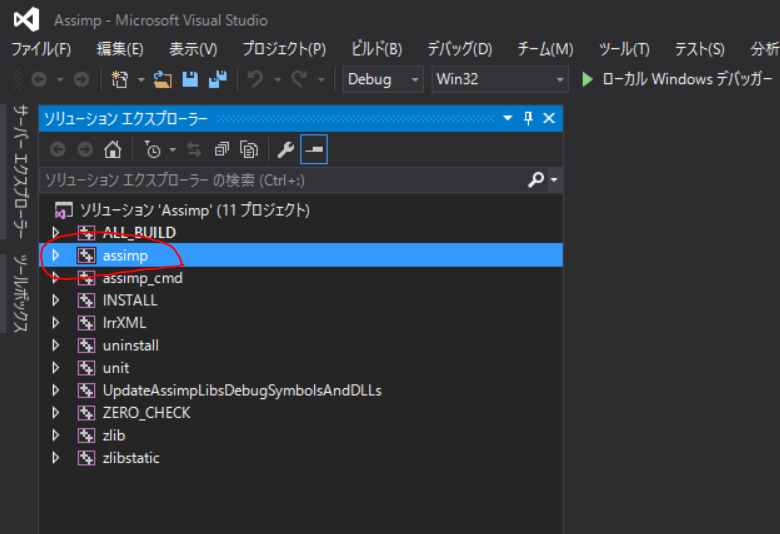 Assimp - Microsoft Visual Studio
ファイル(F) 編集(E) 表示(V) プロジェクト(P) ビルド(B) デバッグ(D) チーム(M) ツール(T) テスト(S) 分析
Debug Win32 ローカル Windows デバッガー
サーバー エクスプローラー
ツールボックス
ソリューション エクスプローラー
ソリューション エクスプローラー の検索 (Ctrl+:)
ソリューション 'Assimp' (11 プロジェクト)
ALL_BUILD
assimp
assimp_cmd
INSTALL
IrrXML
uninstall
unit
UpdateAssimpLibsDebugSymbolsAndDLLs
ZERO_CHECK
zlib
zlibstatic